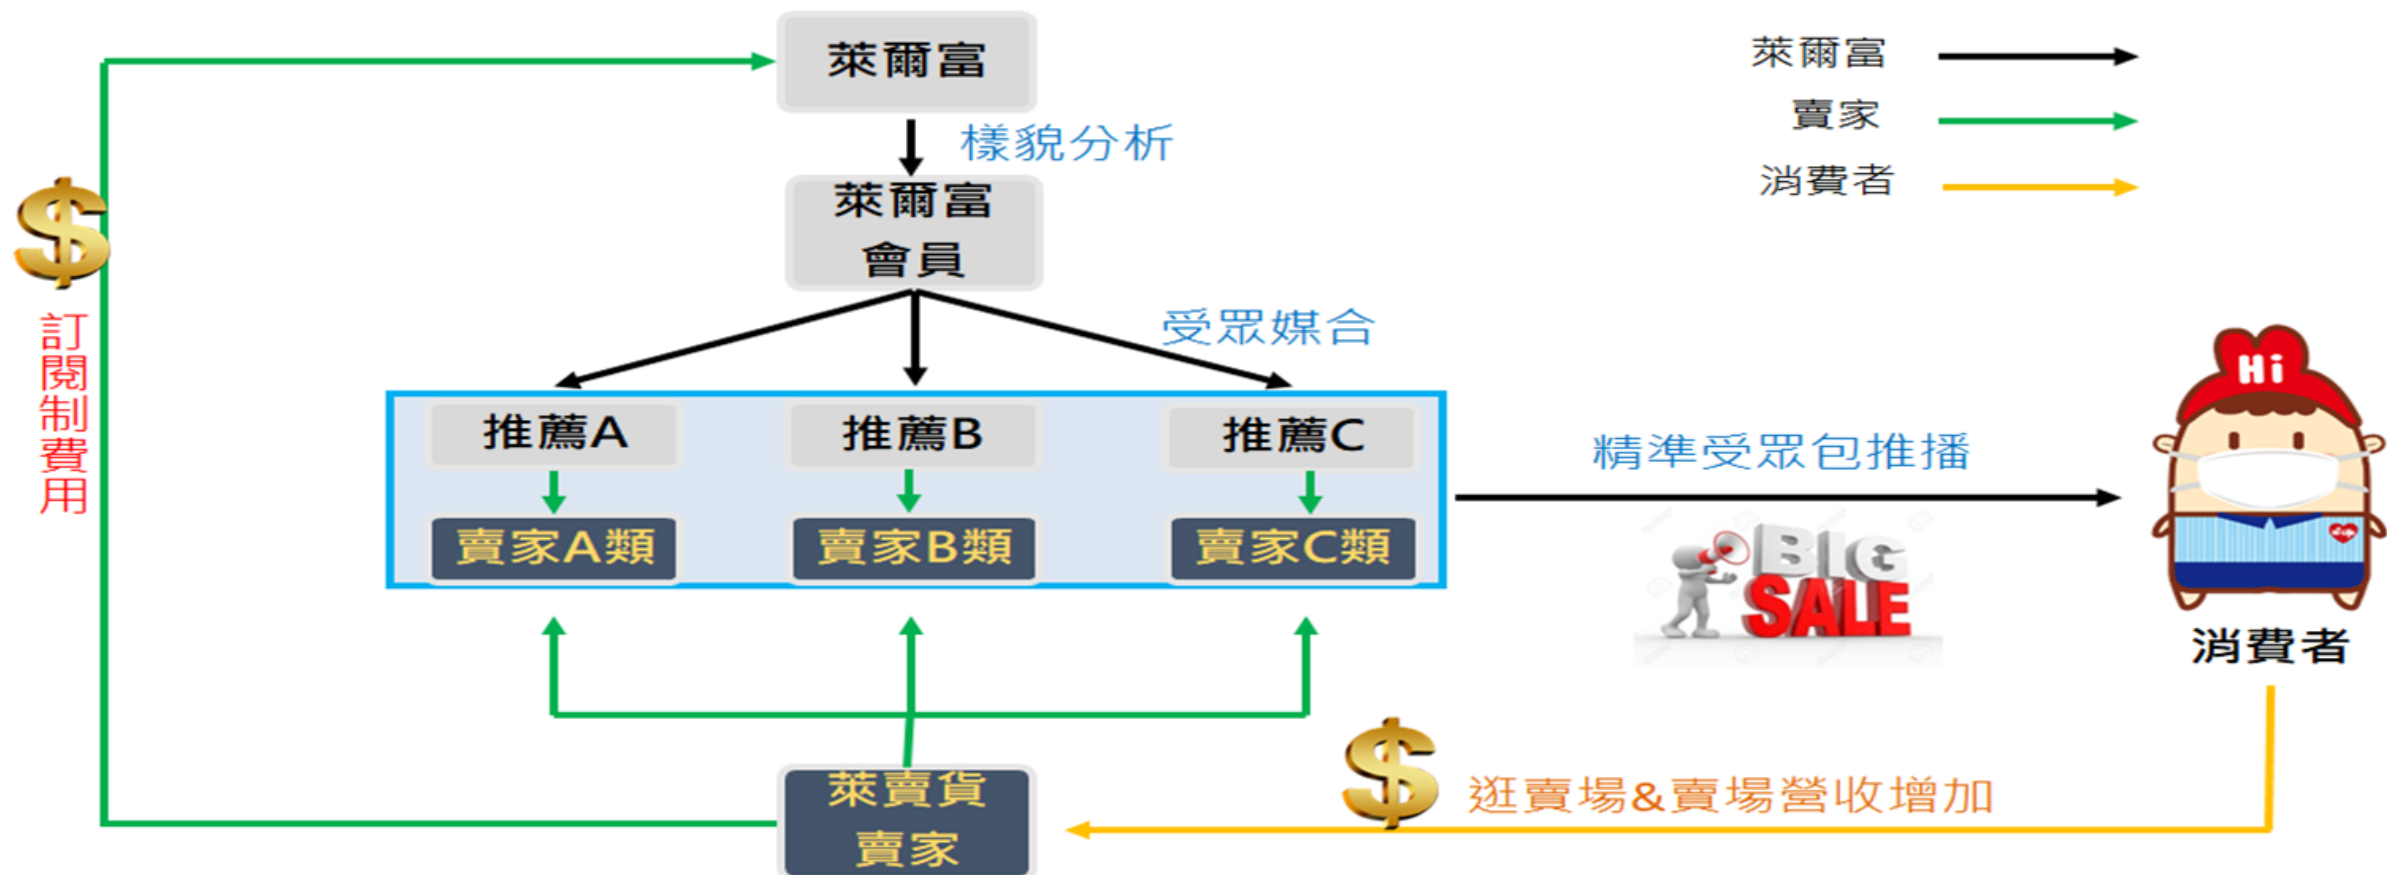 萊爾富
樣貌分析
萊爾富
會員
受眾媒合
推薦A
推薦B
推薦C
賣家A類
賣家B類
賣家C類
萊賣貨
賣家
訂閱制費用
$
萊爾富
賣家
消費者
精準受眾包推播
BIG
SALE
Hi
消費者
$
逛賣場&賣場營收增加